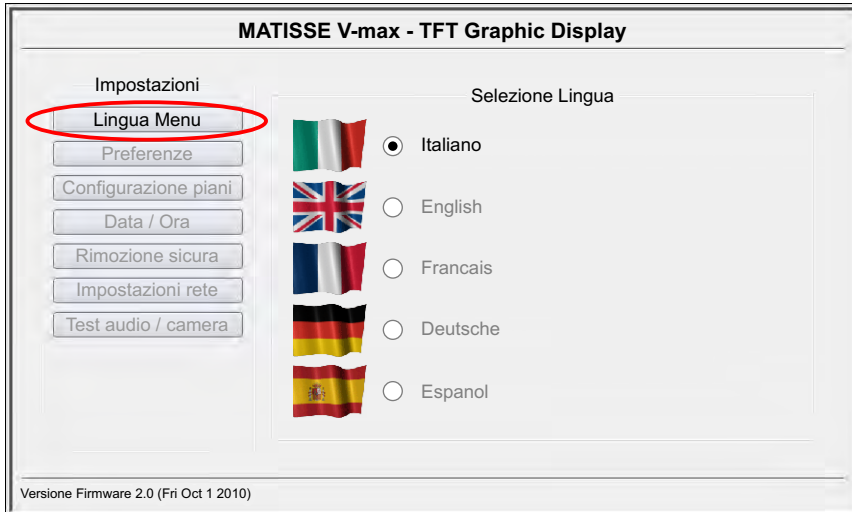 MATISSE V-max - TFT Graphic Display
Impostazioni
Lingua Menu
Preferenze
Configurazione piani
Data / Ora
Rimozione sicura
Impostazioni rete
Test audio / camera
Selezione Lingua
Italiano
English
Francais
Deutsche
Espanol
Versione Firmware 2.0 (Fri Oct 1 2010)